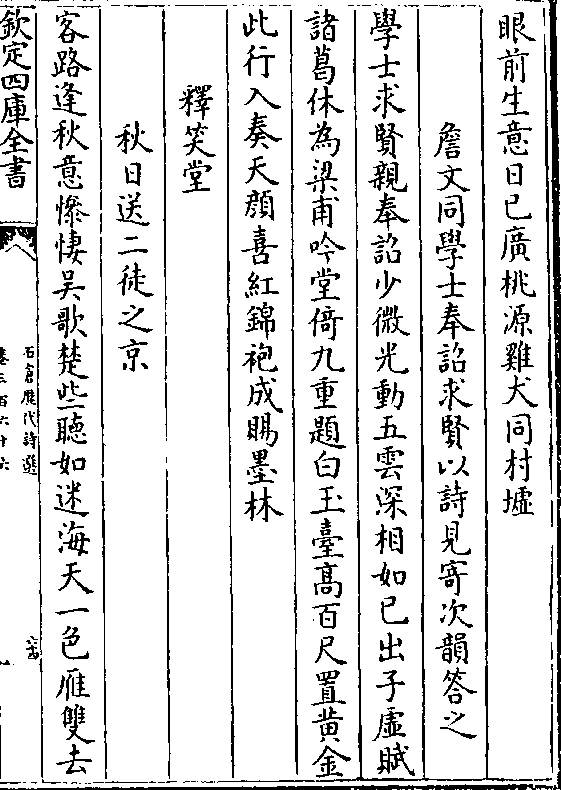 眼前生意日已廣桃源雞犬同村墟
詹文同學士奉詔求賢以詩見寄次韻答之
學士求賢親奉詔少微光動五雲深相如已出子虛賦
諸葛休為梁甫吟堂倚九重題白玉臺髙百尺置黄金
此行入奏天顔喜紅錦袍成賜墨林
釋笑堂
秋日送二徒之京
客路逢秋意慘悽吳歌楚些聽如迷海天一色雁雙去
欽定四庫全書
石倉歷代詩選
卷三百六十六